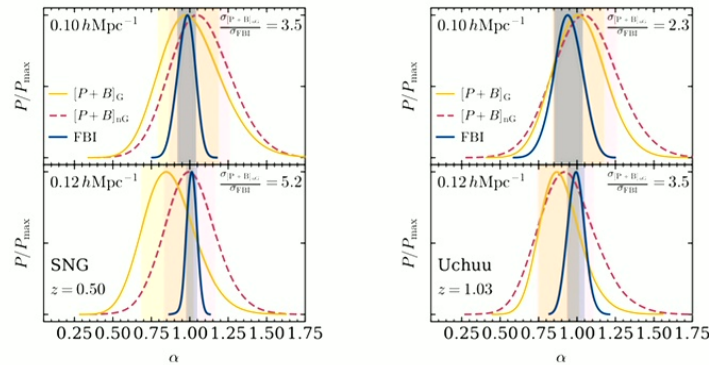 0.10 hMpc⁻¹
σ[P+B]nG / σFBI = 3.5
P/Pmax
[P + B]G
[P + B]nG
FBI
0.12 hMpc⁻¹
σ[P+B]nG / σFBI = 5.2
P/Pmax
SNG
z = 0.50
0.25 0.50 0.75 1.00 1.25 1.50 1.75
α
0.10 hMpc⁻¹
σ[P+B]nG / σFBI = 2.3
P/Pmax
[P + B]G
[P + B]nG
FBI
0.12 hMpc⁻¹
σ[P+B]nG / σFBI = 3.5
P/Pmax
Uchuu
z = 1.03
0.25 0.50 0.75 1.00 1.25 1.50 1.75
α